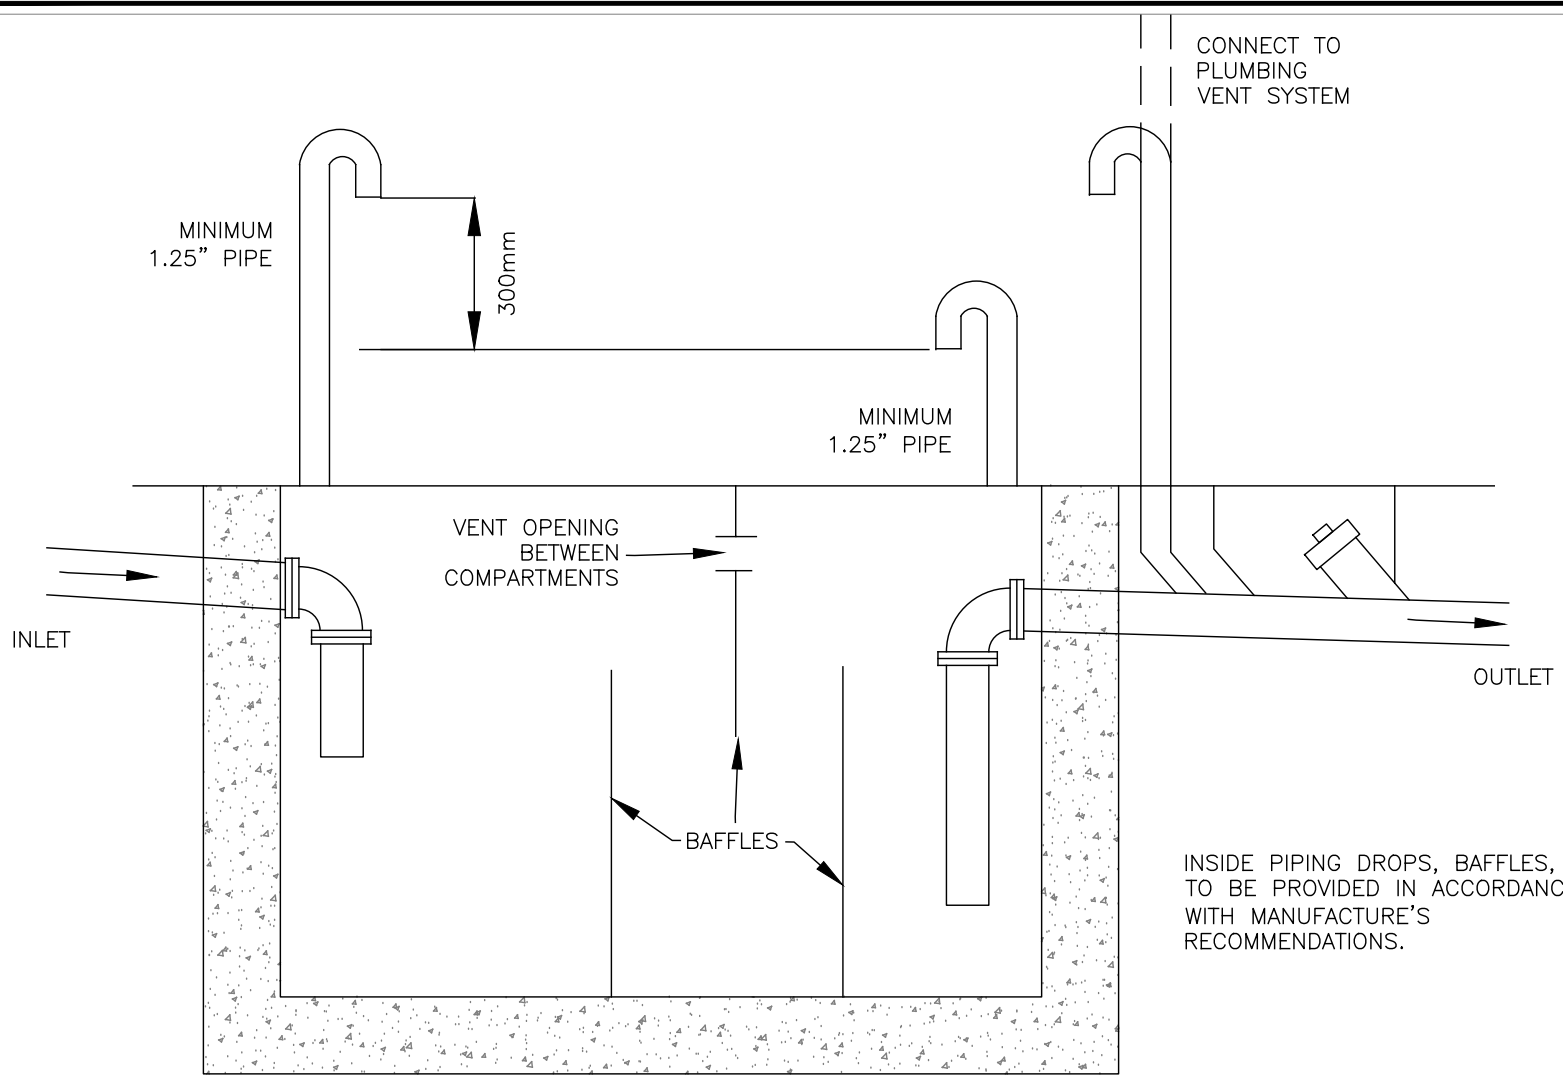 CONNECT TO
PLUMBING
VENT SYSTEM
MINIMUM
1.25” PIPE
300mm
MINIMUM
1.25” PIPE
VENT OPENING
BETWEEN
COMPARTMENTS
INLET
OUTLET
BAFFLES
INSIDE PIPING DROPS, BAFFLES,
TO BE PROVIDED IN ACCORDANC
WITH MANUFACTURE'S
RECOMMENDATIONS.